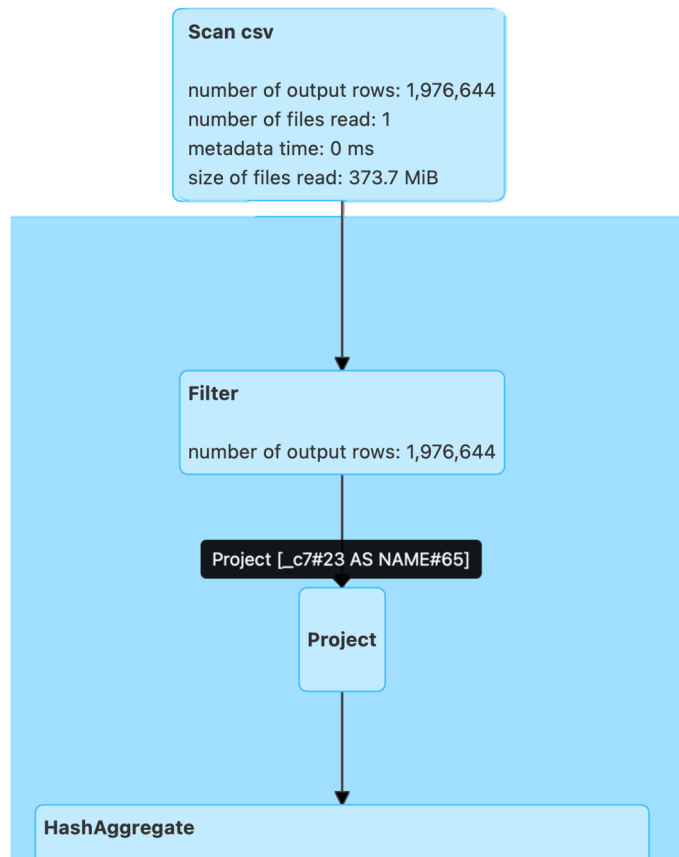 Scan csv
number of output rows: 1,976,644
number of files read: 1
metadata time: 0 ms
size of files read: 373.7 MiB
Filter
number of output rows: 1,976,644
Project [_c7#23 AS NAME#65]
Project
HashAggregate